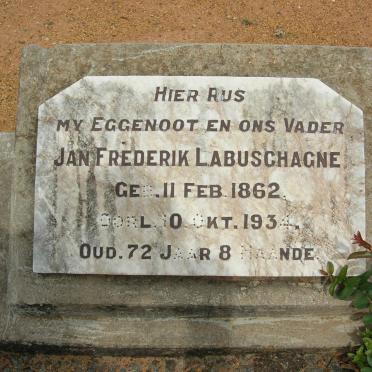 HIER RUS
MY EGGENOOT EN ONS VADER
JAN FREDERIK LABUSCHAGNE
GEB. 11 FEB. 1862.
OORL. 10 OKT. 1934.
OUD. 72 JAAR 8 MAANDE.